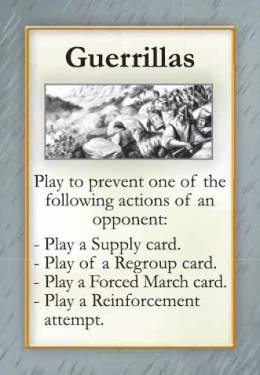 Guerrillas
Play to prevent one of the
following actions of an
opponent:
- Play a Supply card.
- Play of a Regroup card.
- Play a Forced March card.
- Play a Reinforcement
attempt.